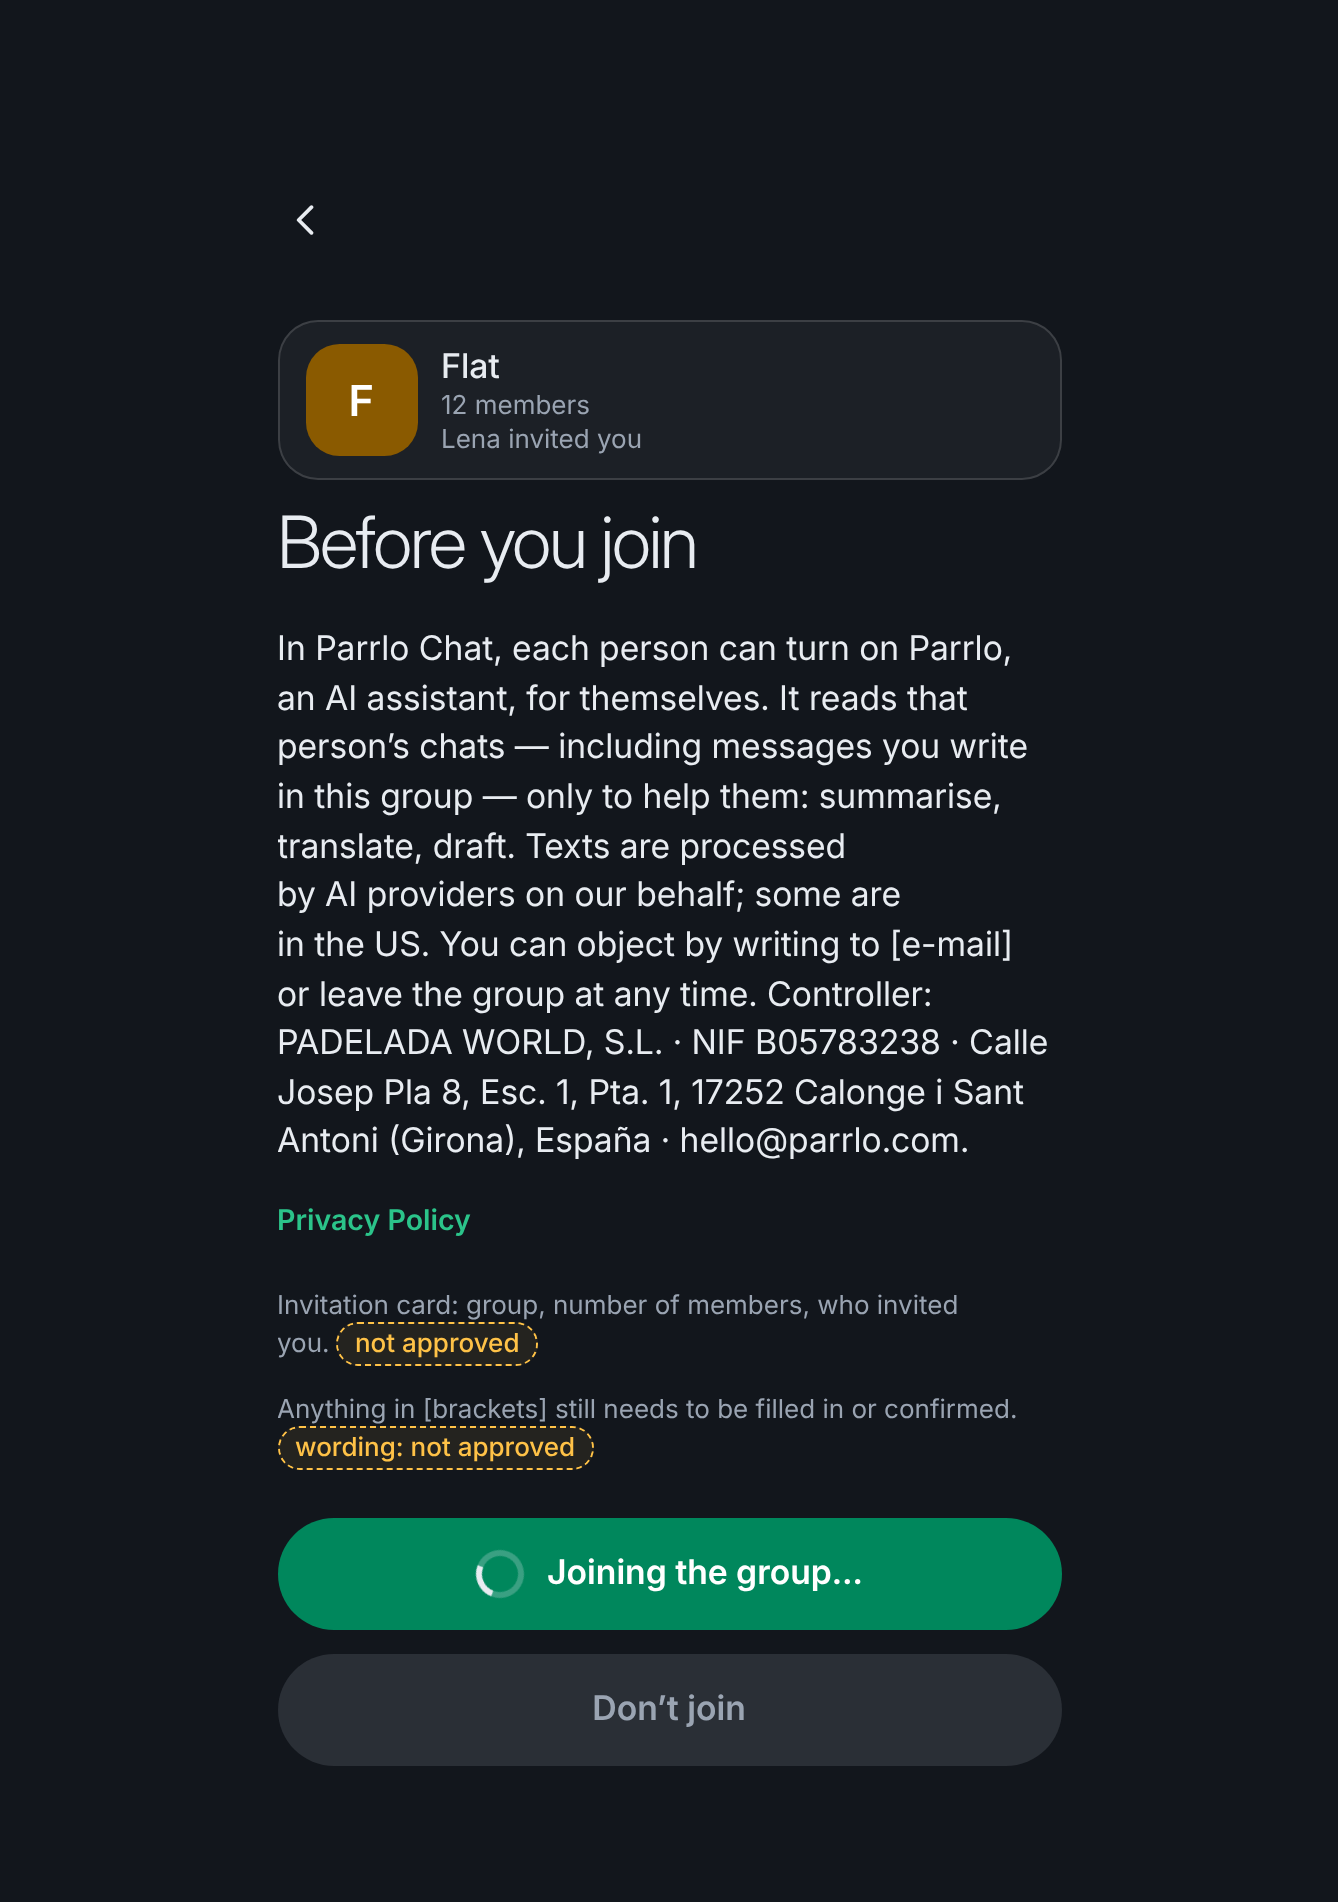 F
Flat
12 members
Lena invited you
Before you join
In Parrlo Chat, each person can turn on Parrlo,
an AI assistant, for themselves. It reads that
person’s chats — including messages you write
in this group — only to help them: summarise,
translate, draft. Texts are processed
by AI providers on our behalf; some are
in the US. You can object by writing to [e-mail]
or leave the group at any time. Controller:
PADELADA WORLD, S.L. · NIF B05783238 · Calle
Josep Pla 8, Esc. 1, Pta. 1, 17252 Calonge i Sant
Antoni (Girona), España · hello@parrlo.com.
Privacy Policy
Invitation card: group, number of members, who invited
you. not approved
Anything in [brackets] still needs to be filled in or confirmed.
wording: not approved
Joining the group…
Don’t join